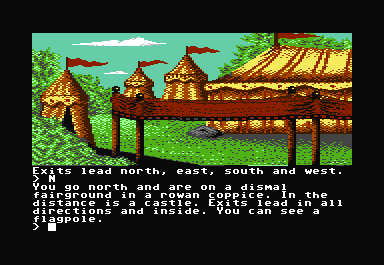 Exits lead north, east, south and west.
> N
You go north and are on a dismal
fairground in a rowan coppice. In the
distance is a castle. Exits lead in all
directions and inside. You can see a
flagpole.
>